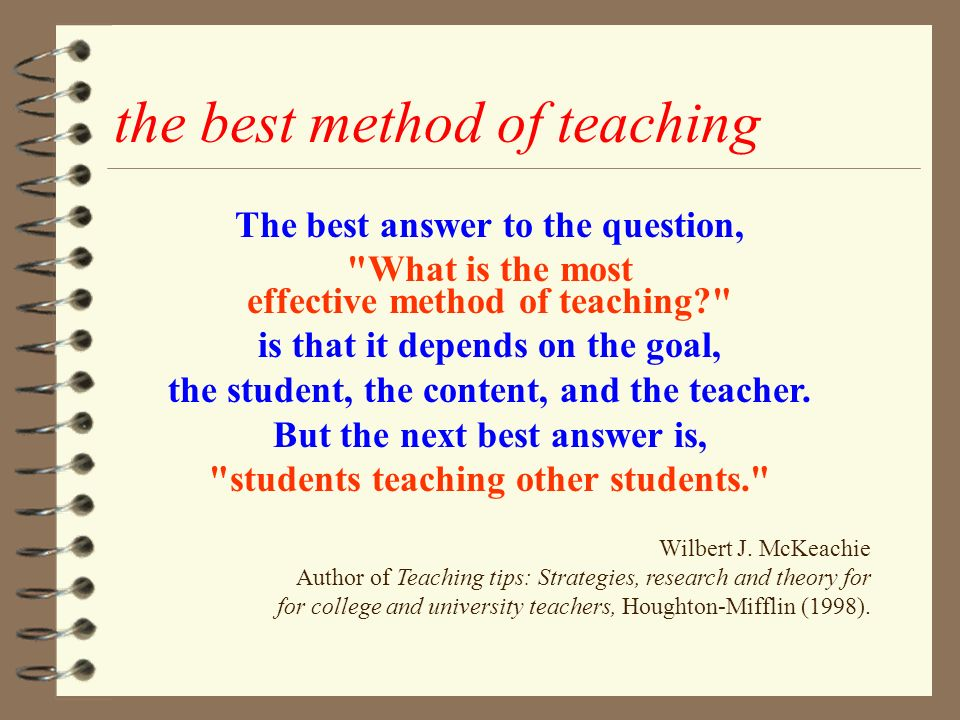 the best method of teaching
The best answer to the question,
"What is the most
effective method of teaching?"
is that it depends on the goal,
the student, the content, and the teacher.
But the next best answer is,
"students teaching other students."
Wilbert J. McKeachie
Author of Teaching tips: Strategies, research and theory for
for college and university teachers, Houghton-Mifflin (1998).